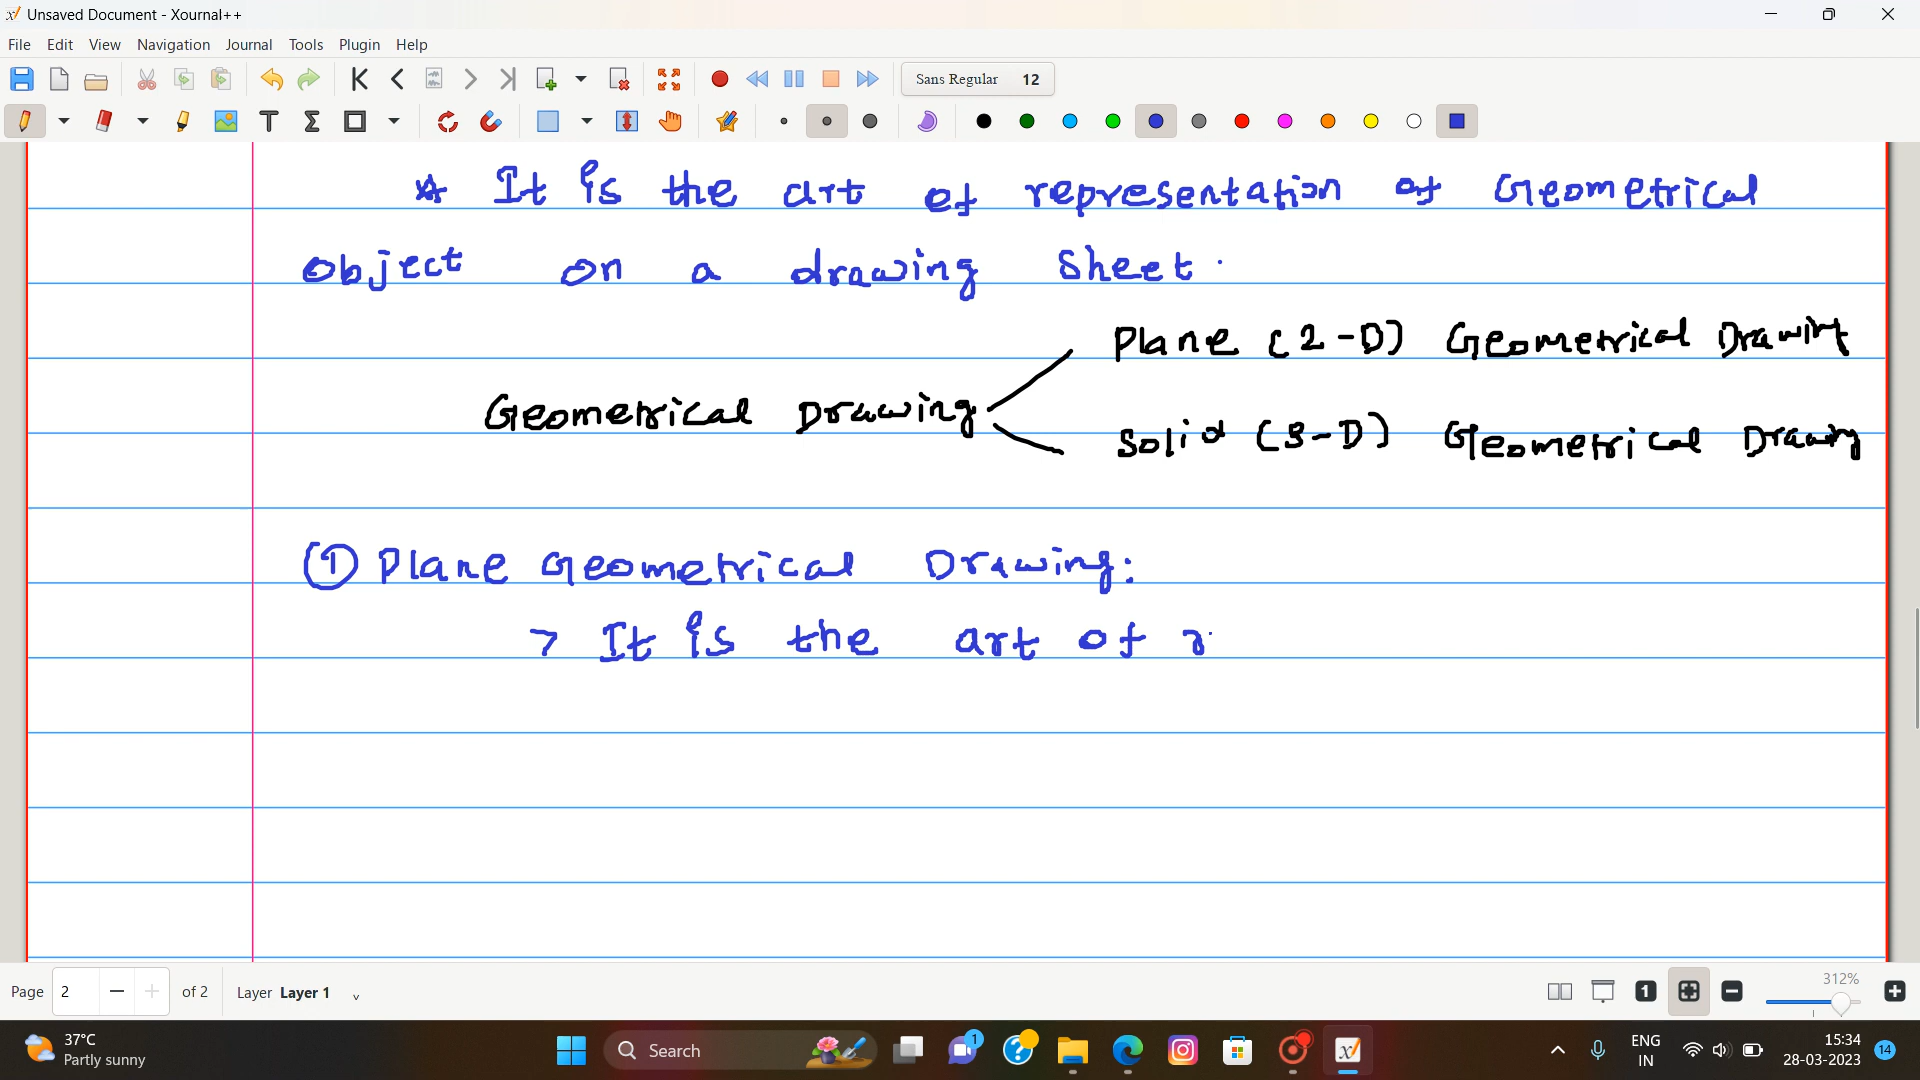 Unsaved Document - Xournal++
File Edit View Navigation Journal Tools Plugin Help
Sans Regular 12
It is the art of representation of Geometrical
object on a drawing sheet.
Plane (2-D) Geometrical Drawing
Geometrical Drawing
Solid (3-D) Geometrical Drawing
① Plane Geometrical Drawing:
> It is the art of r
Page 2 of 2 Layer Layer 1
312%
37°C
Partly sunny
Search
1
ENG
IN
15:34
28-03-2023
14